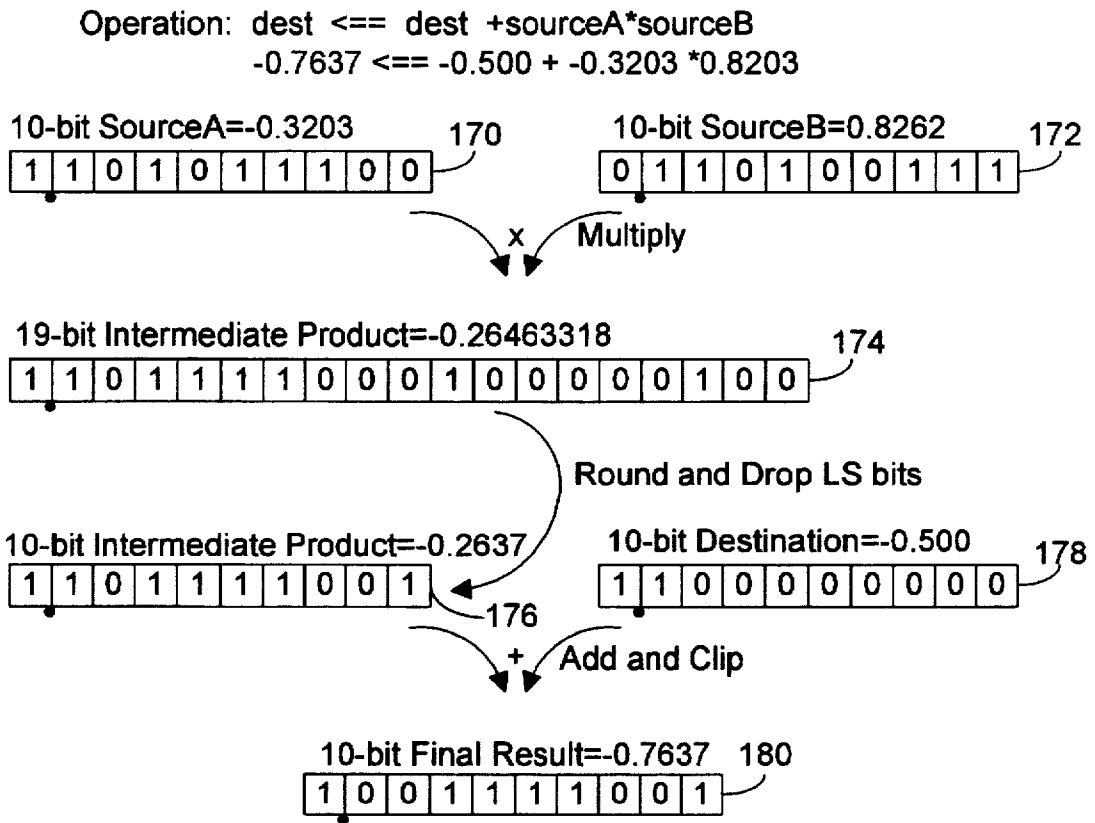 Operation: dest <== dest +sourceA*sourceB
-0.7637 <== -0.500 + -0.3203 *0.8203
10-bit SourceA=-0.3203 170
1 1 0 1 0 1 1 1 0 0
10-bit SourceB=0.8262 172
0 1 1 0 1 0 0 1 1 1
x Multiply
19-bit Intermediate Product=-0.26463318 174
1 1 0 1 1 1 1 0 0 0 1 0 0 0 0 0 1 0 0
Round and Drop LS bits
10-bit Intermediate Product=-0.2637
1 1 0 1 1 1 1 0 0 1
176
10-bit Destination=-0.500 178
1 1 0 0 0 0 0 0 0 0
+ Add and Clip
10-bit Final Result=-0.7637 180
1 0 0 1 1 1 1 0 0 1